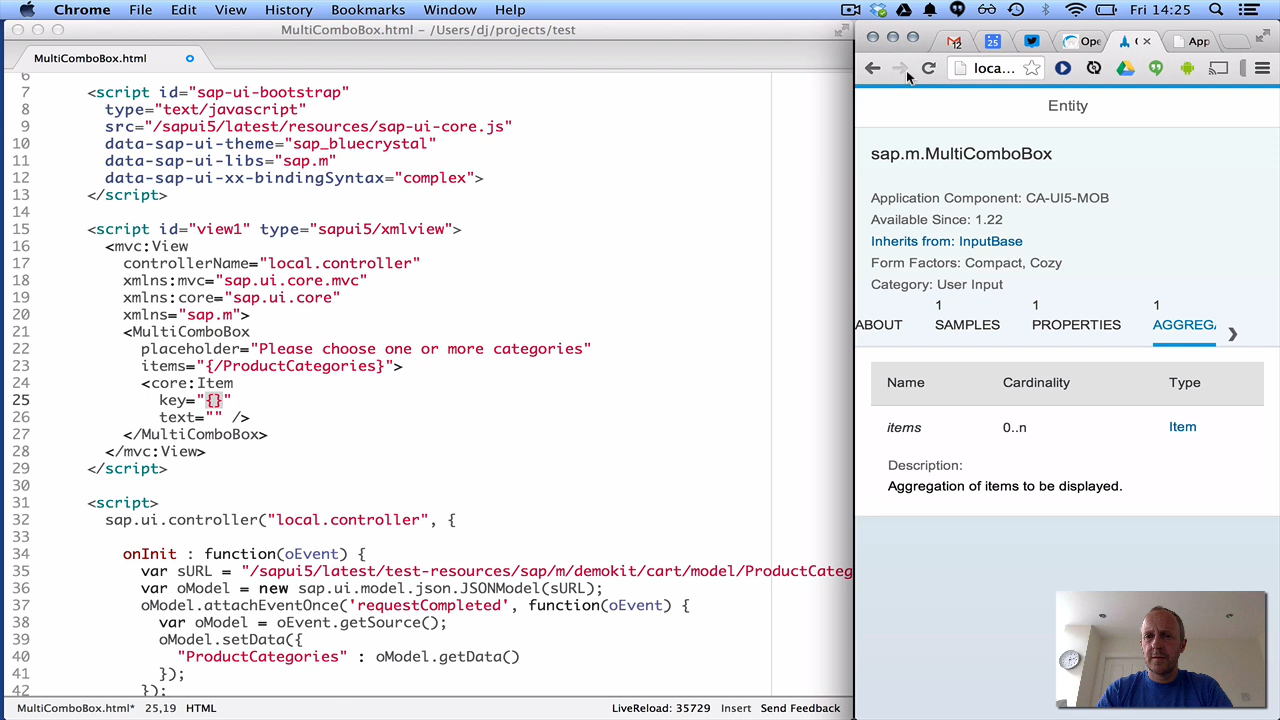 Chrome File Edit View History Bookmarks Window Help
Fri 14:25
MultiComboBox.html – /Users/dj/projects/test
MultiComboBox.html
6
7 <script id="sap-ui-bootstrap"
8 type="text/javascript"
9 src="/sapui5/latest/resources/sap-ui-core.js"
10 data-sap-ui-theme="sap_bluecrystal"
11 data-sap-ui-libs="sap.m"
12 data-sap-ui-xx-bindingSyntax="complex">
13 </script>
14
15 <script id="view1" type="sapui5/xmlview">
16 <mvc:View
17 controllerName="local.controller"
18 xmlns:mvc="sap.ui.core.mvc"
19 xmlns:core="sap.ui.core"
20 xmlns="sap.m">
21 <MultiComboBox
22 placeholder="Please choose one or more categories"
23 items="{/ProductCategories}">
24 <core:Item
25 key="{}"
26 text="" />
27 </MultiComboBox>
28 </mvc:View>
29 </script>
30
31 <script>
32 sap.ui.controller("local.controller", {
33
34 onInit : function(oEvent) {
35 var sURL = "/sapui5/latest/test-resources/sap/m/demokit/cart/model/ProductCateg
36 var oModel = new sap.ui.model.json.JSONModel(sURL);
37 oModel.attachEventOnce('requestCompleted', function(oEvent) {
38 var oModel = oEvent.getSource();
39 oModel.setData({
40 "ProductCategories" : oModel.getData()
41 });
42 });
MultiComboBox.html* 25,19 HTML
LiveReload: 35729 Insert Send Feedback
12 25 Ope App
loca...
Entity
sap.m.MultiComboBox
Application Component: CA-UI5-MOB
Available Since: 1.22
Inherits from: InputBase
Form Factors: Compact, Cozy
Category: User Input
1 1 1
ABOUT SAMPLES PROPERTIES AGGREGA
Name Cardinality Type
items 0..n Item
Description:
Aggregation of items to be displayed.